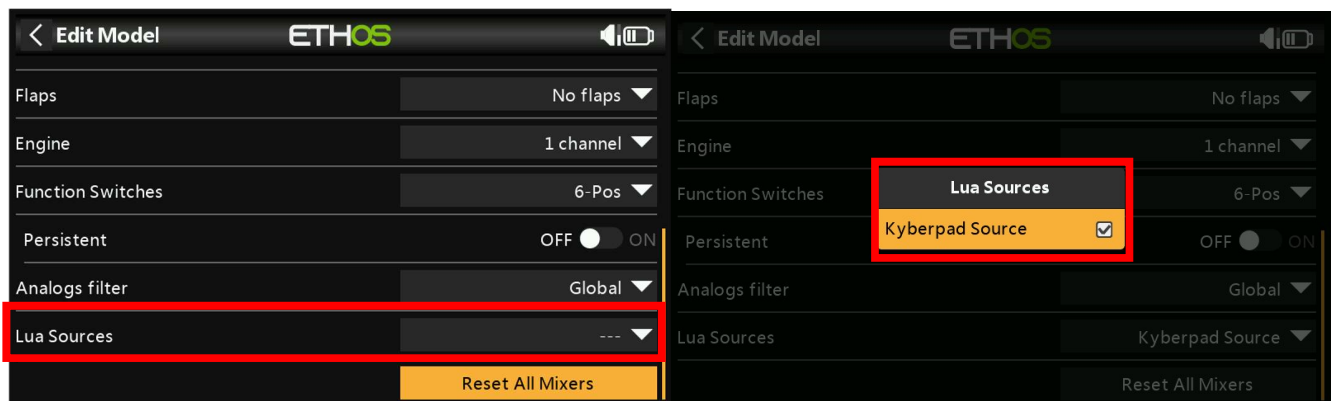 Edit Model
ETHOS
Flaps
No flaps
Engine
1 channel
Function Switches
6-Pos
Persistent
OFF ON
Analogs filter
Global
Lua Sources
---
Reset All Mixers
Edit Model
ETHOS
Flaps
No flaps
Engine
1 channel
Function Switches
6-Pos
Lua Sources
Kyberpad Source
Persistent
OFF ON
Analogs filter
Global
Lua Sources
Kyberpad Source
Reset All Mixers